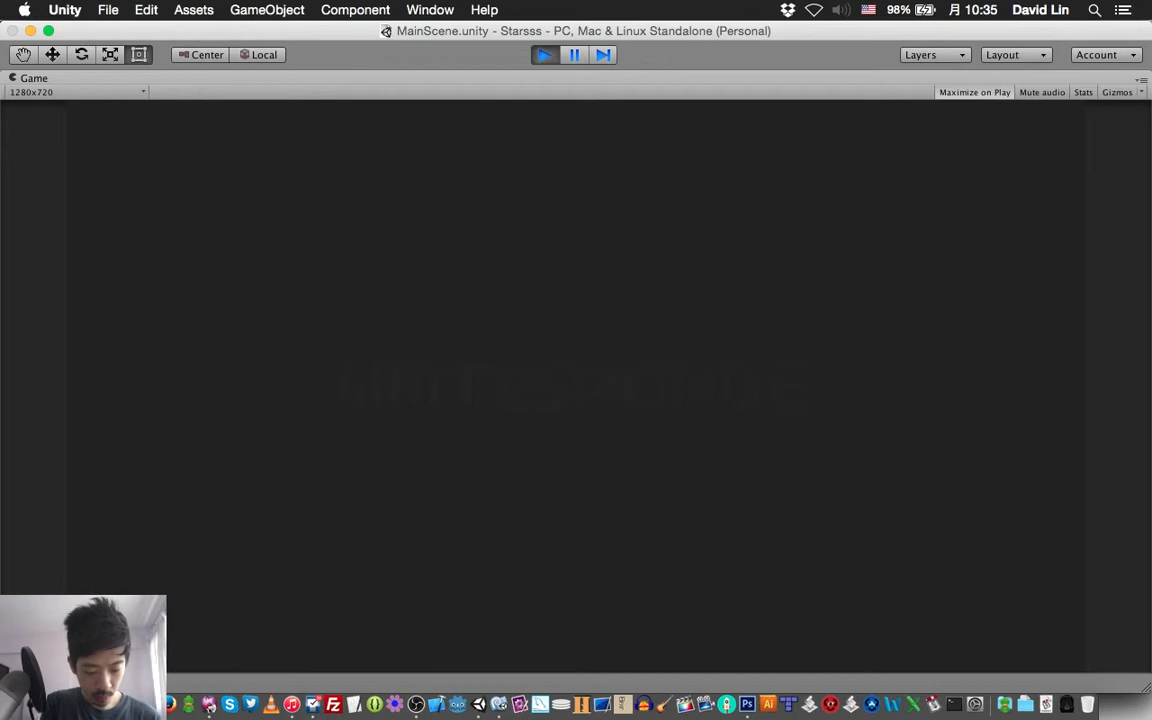 Unity File Edit Assets GameObject Component Window Help 98% 月 10:35 David Lin
MainScene.unity - Starsss - PC, Mac & Linux Standalone (Personal)
Center Local Layers Layout Account
Game
1280x720 Maximize on Play Mute audio Stats Gizmos